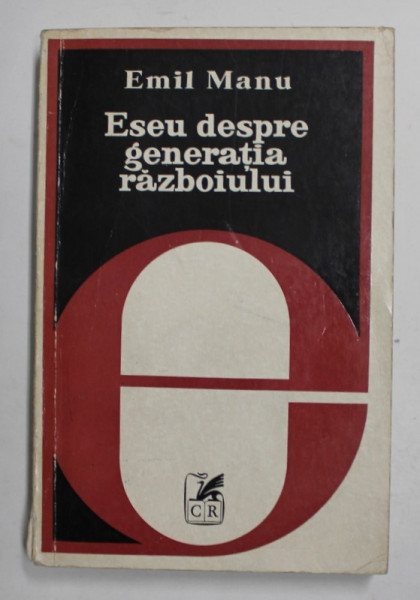 Emil Manu
Eseu despre
generația
războiului
CR